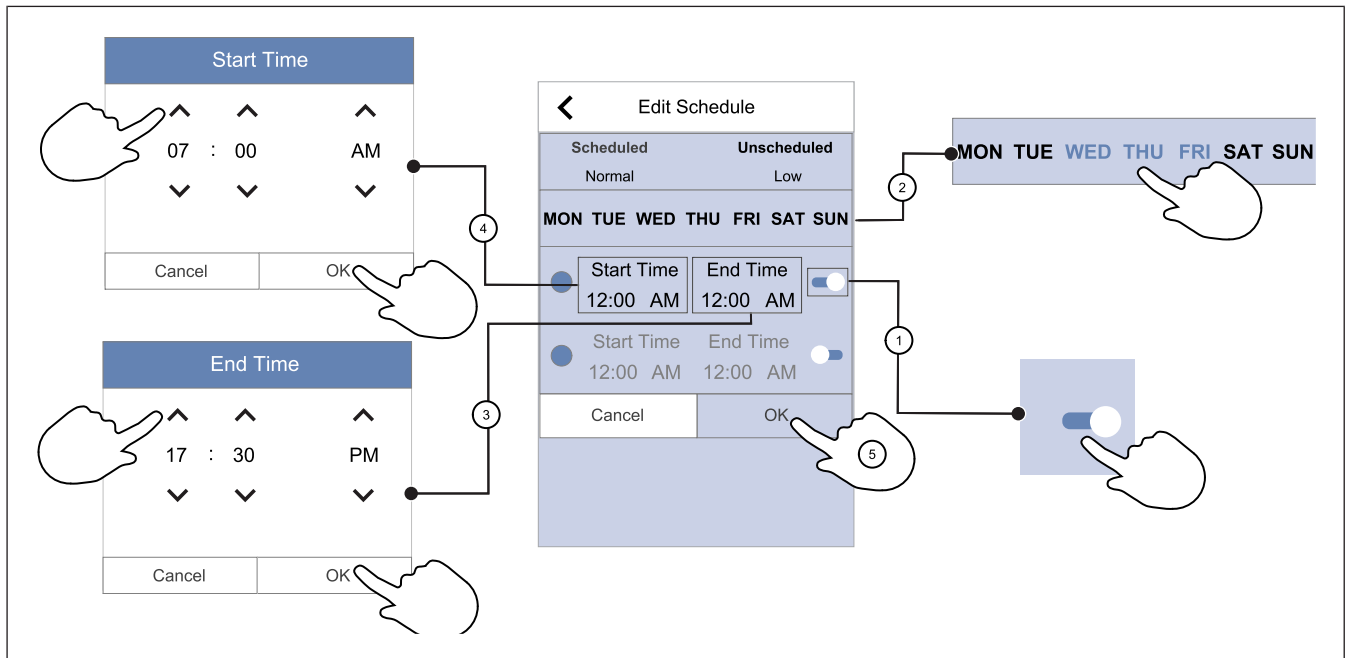 Start Time
07 : 00 AM
Cancel OK
4
End Time
17 : 30 PM
Cancel OK
3
Edit Schedule
Scheduled Unscheduled
Normal Low
MON TUE WED THU FRI SAT SUN
Start Time End Time
12:00 AM 12:00 AM
Start Time End Time
12:00 AM 12:00 AM
Cancel OK
5
2
MON TUE WED THU FRI SAT SUN
1